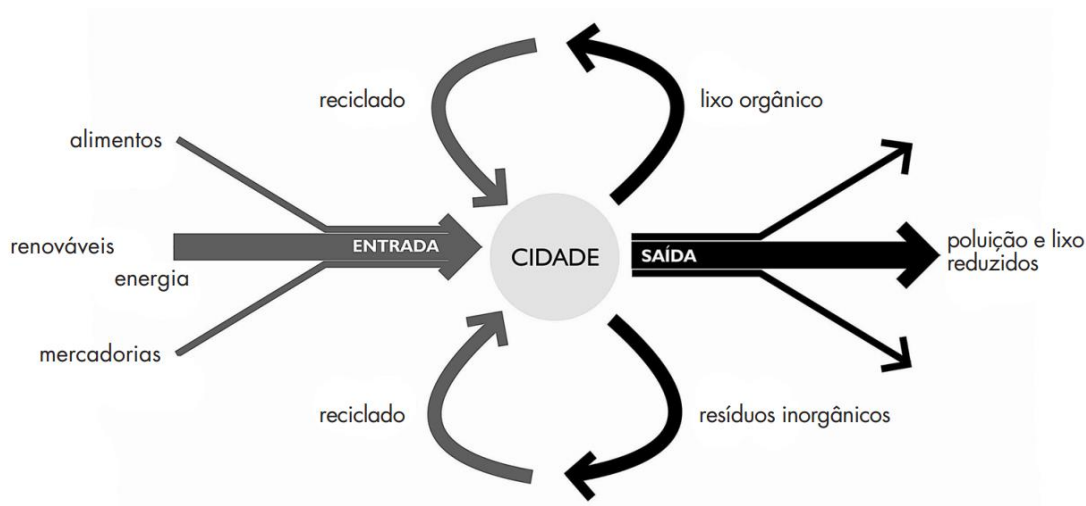 reciclado
lixo orgânico
alimentos
renováveis
energia
ENTRADA
CIDADE
SAÍDA
poluição e lixo
reduzidos
mercadorias
reciclado
resíduos inorgânicos